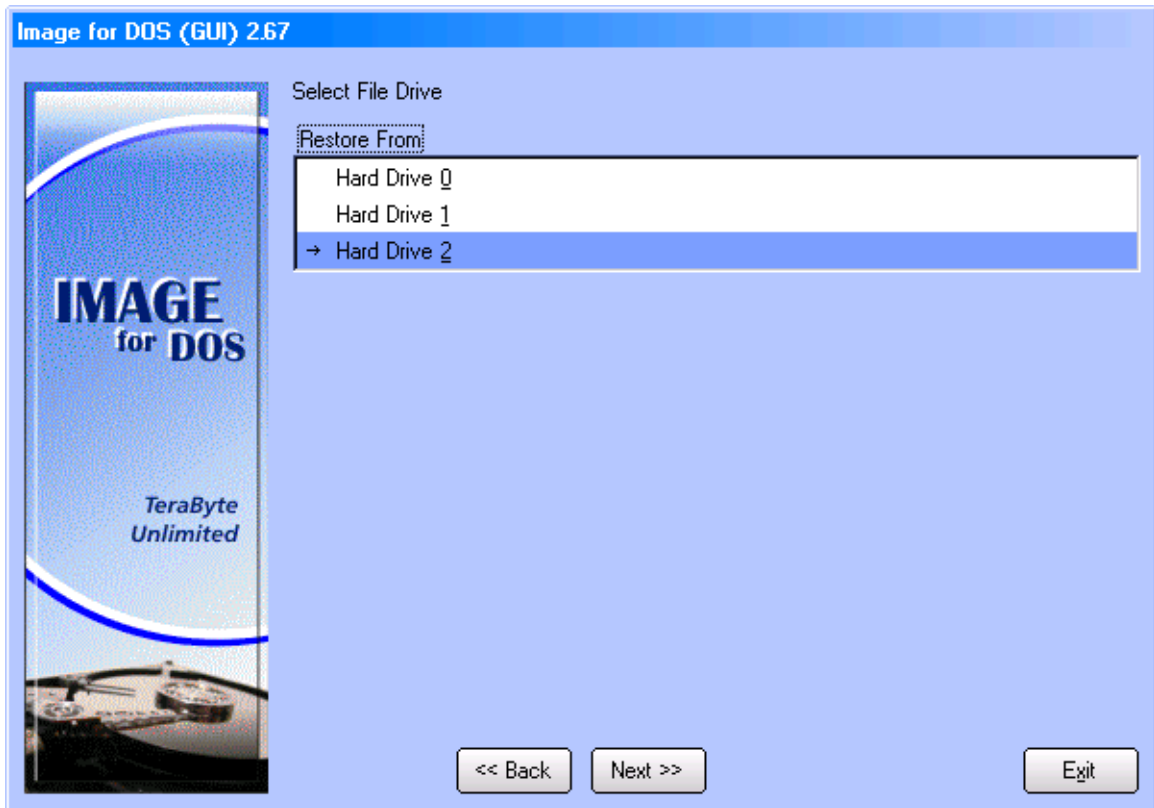 Image for DOS (GUI) 2.67
Select File Drive
Restore From
Hard Drive 0
Hard Drive 1
→ Hard Drive 2
IMAGE
for DOS
TeraByte
Unlimited
<< Back
Next >>
Exit